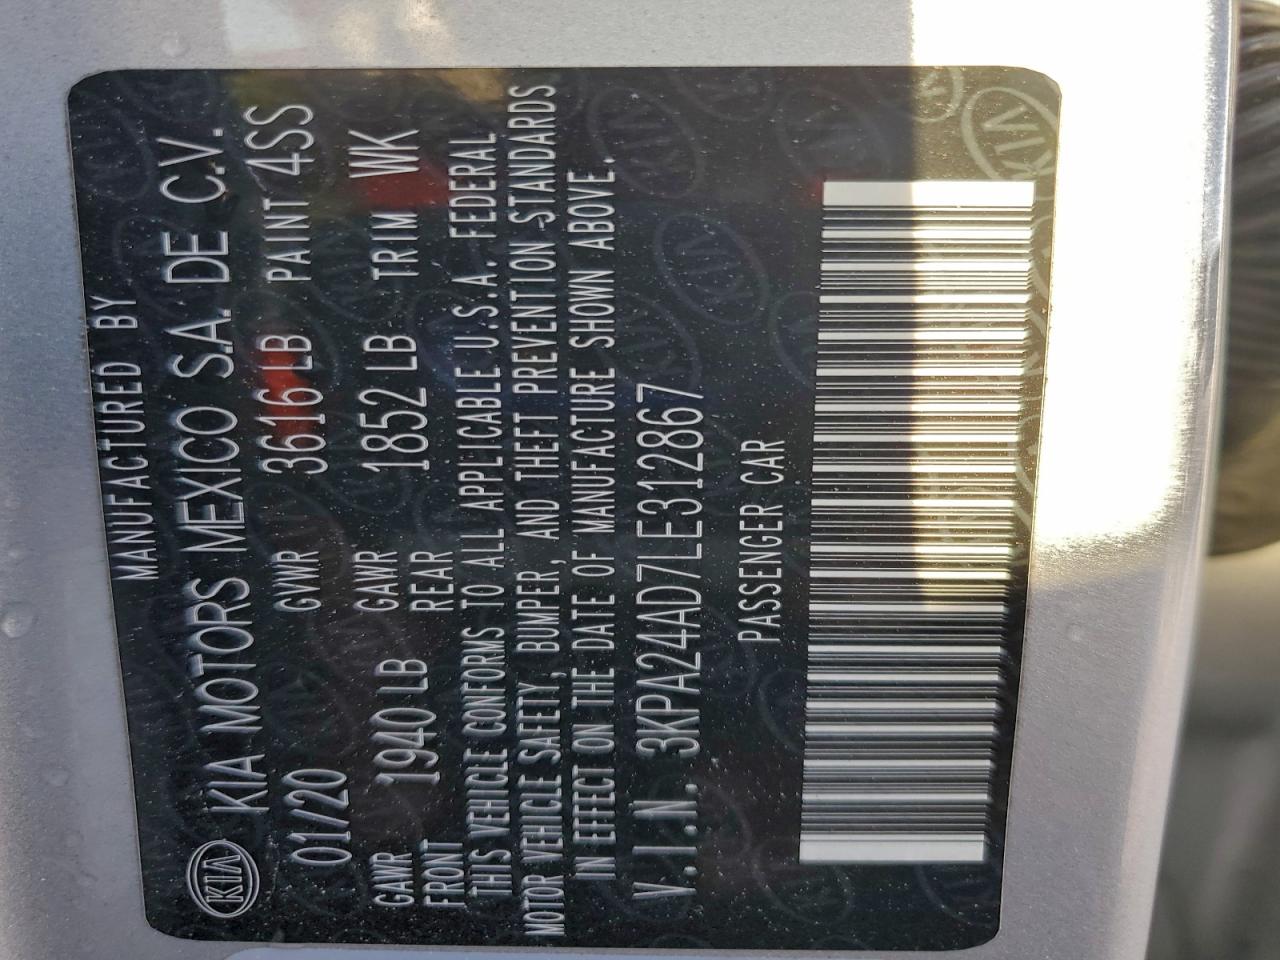 MANUFACTURED BY
KIA KIA MOTORS MEXICO S.A. DE C.V.
01/20 GVWR 3616 LB PAINT 4SS
GAWR FRONT 1940 LB GAWR REAR 1852 LB TRIM WK
THIS VEHICLE CONFORMS TO ALL APPLICABLE U.S.A. FEDERAL
MOTOR VEHICLE SAFETY, BUMPER, AND THEFT PREVENTION STANDARDS
IN EFFECT ON THE DATE OF MANUFACTURE SHOWN ABOVE.
V.I.N. 3KPA24AD7LE312867
PASSENGER CAR